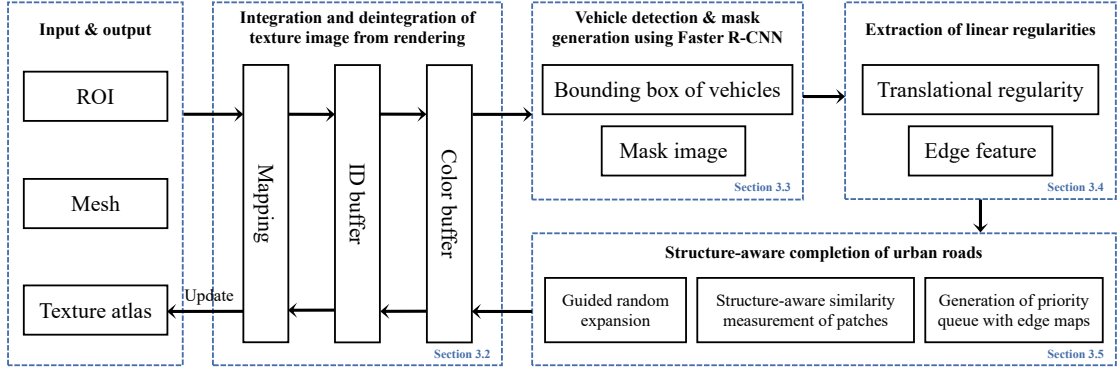 Input & output
ROI
Mesh
Texture atlas
Update
Integration and deintegration of
texture image from rendering
Mapping
ID buffer
Color buffer
Section 3.2
Vehicle detection & mask
generation using Faster R-CNN
Bounding box of vehicles
Mask image
Section 3.3
Extraction of linear regularities
Translational regularity
Edge feature
Section 3.4
Structure-aware completion of urban roads
Guided random
expansion
Structure-aware similarity
measurement of patches
Generation of priority
queue with edge maps
Section 3.5